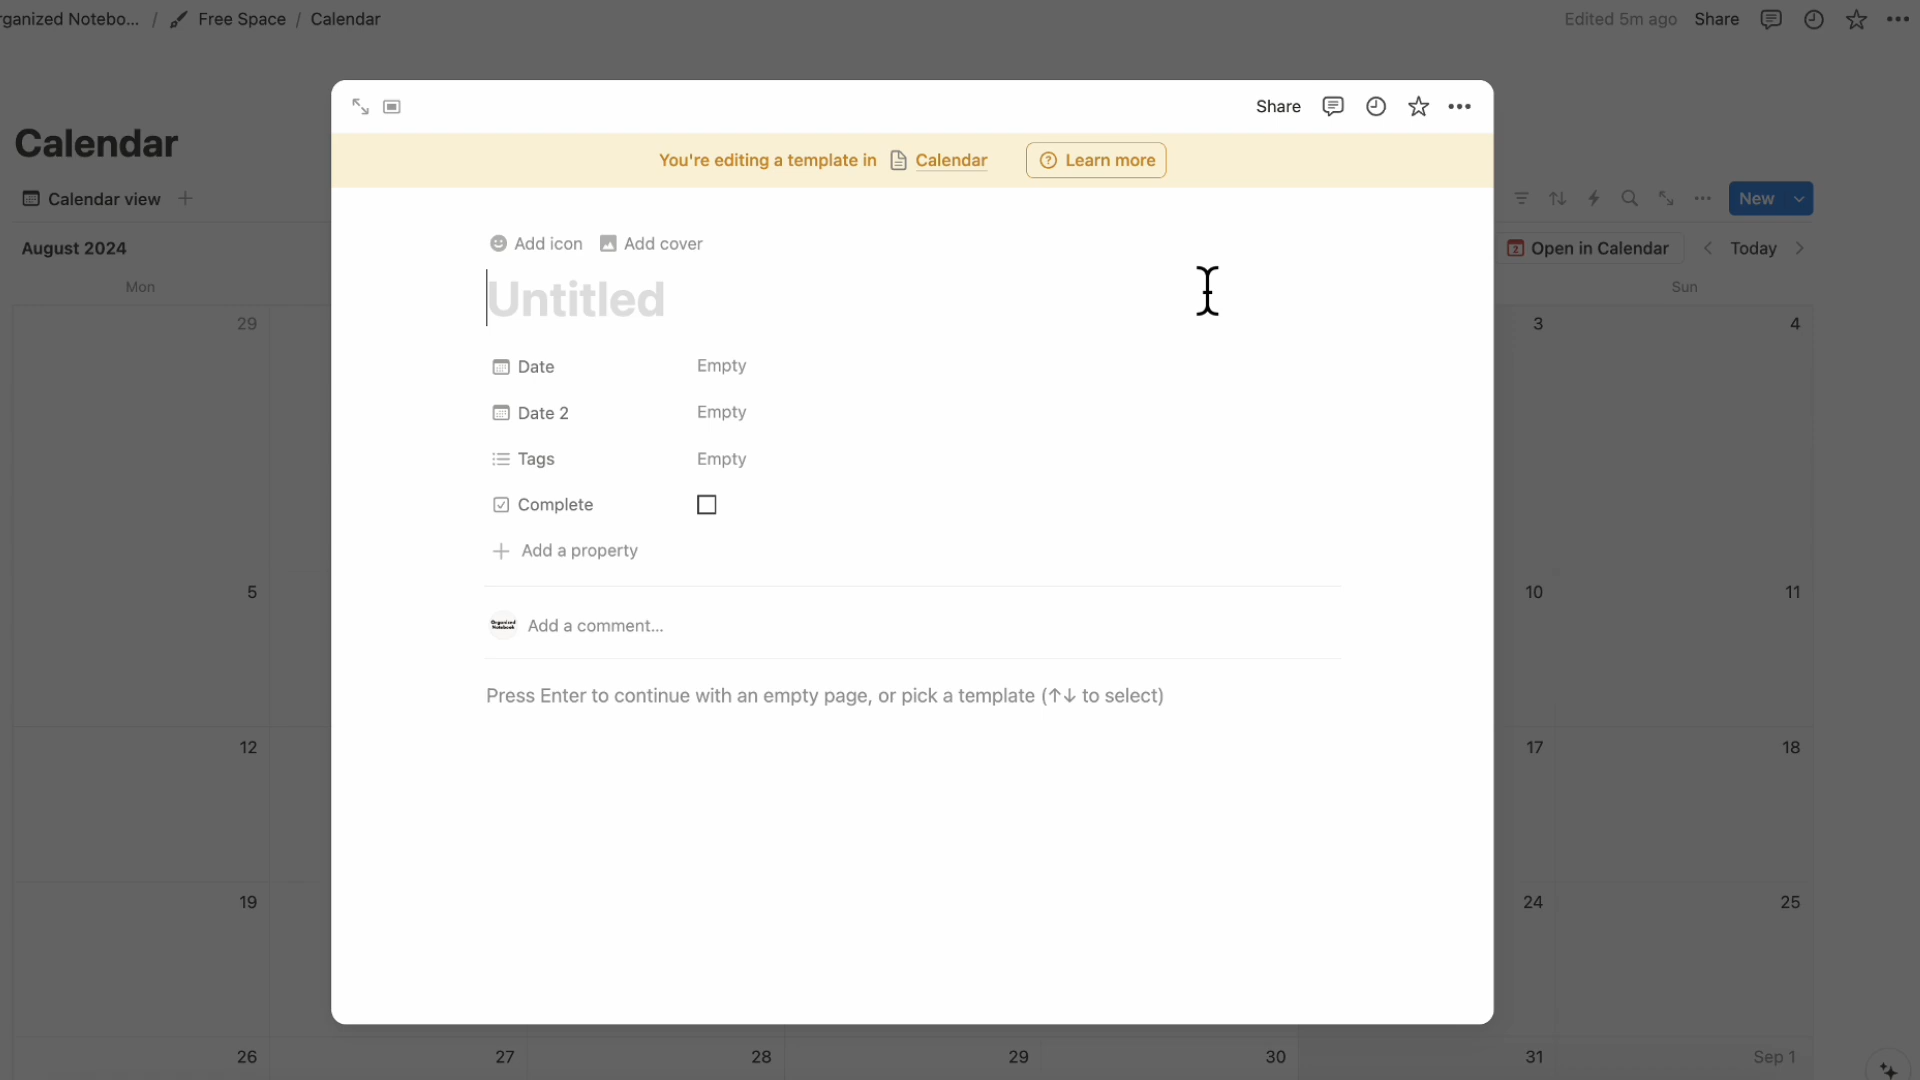 rganized Notebo... / Free Space / Calendar
Edited 5m ago Share
Share
You're editing a template in Calendar Learn more
Calendar
Calendar view
New
August 2024
Open in Calendar Today
Mon
Sun
Add icon Add cover
Untitled
Date Empty
Date 2 Empty
Tags Empty
Complete
Add a property
Organized
Notebook
Add a comment...
Press Enter to continue with an empty page, or pick a template (↑↓ to select)
29 3 4
5 10 11
12 17 18
19 24 25
26 27 28 29 30 31 Sep 1